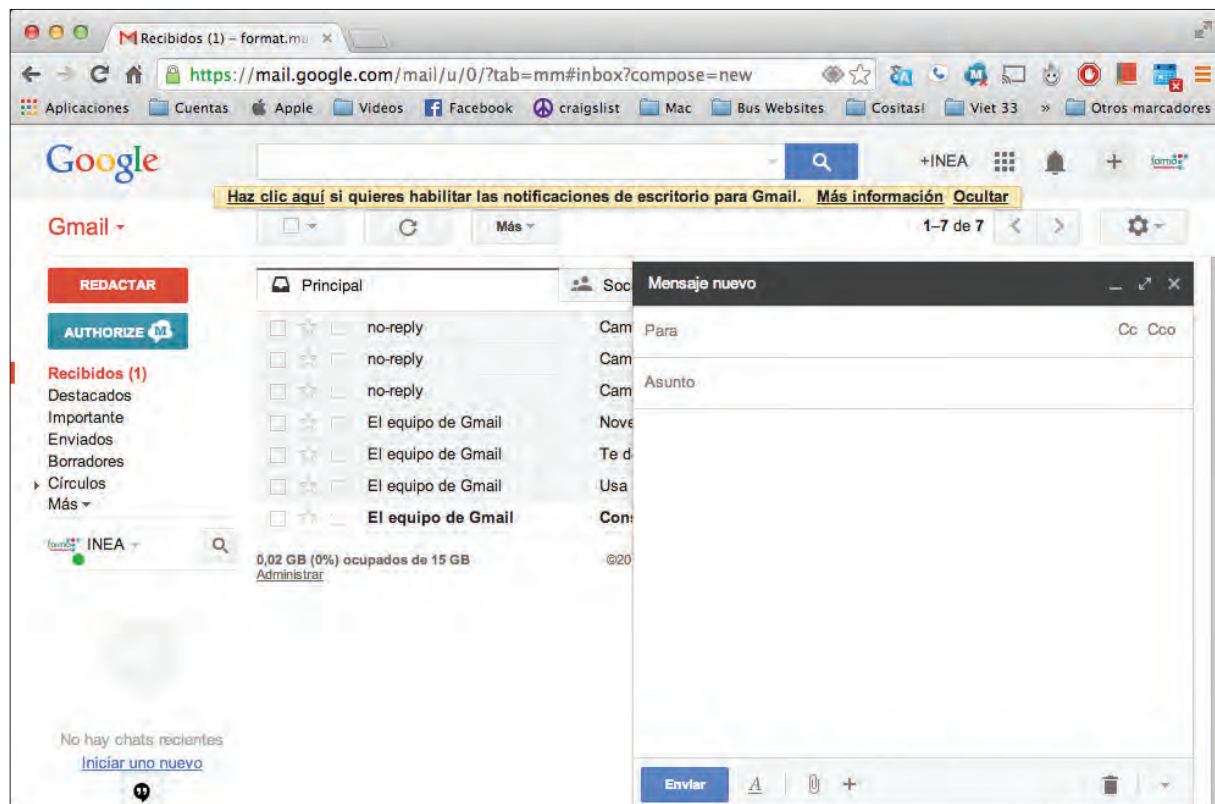 Recibidos (1) – format.ma
https://mail.google.com/mail/u/0/?tab=mm#inbox?compose=new
Aplicaciones Cuentas Apple Videos Facebook craigslist Mac Bus Websites Cositas! Viet 33 » Otros marcadores
Google +INEA
Haz clic aquí si quieres habilitar las notificaciones de escritorio para Gmail. Más información Ocultar
Gmail Más 1–7 de 7
REDACTAR
AUTHORIZE M
Recibidos (1)
Destacados
Importante
Enviados
Borradores
Círculos
Más
INEA
No hay chats recientes
Iniciar uno nuevo
Principal Soc
no-reply Cam
no-reply Cam
no-reply Cam
El equipo de Gmail Nove
El equipo de Gmail Te d
El equipo de Gmail Usa
El equipo de Gmail Cons
0,02 GB (0%) ocupados de 15 GB ©20
Administrar
Mensaje nuevo
Para Cc Cco
Asunto
Enviar A